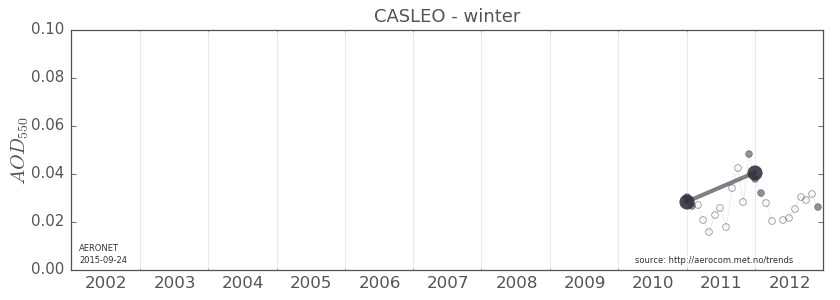 CASLEO - winter
0.10
0.08
0.06
0.04
0.02
0.00
AOD550
AERONET
2015-09-24
source: http://aerocom.met.no/trends
2002 2003 2004 2005 2006 2007 2008 2009 2010 2011 2012